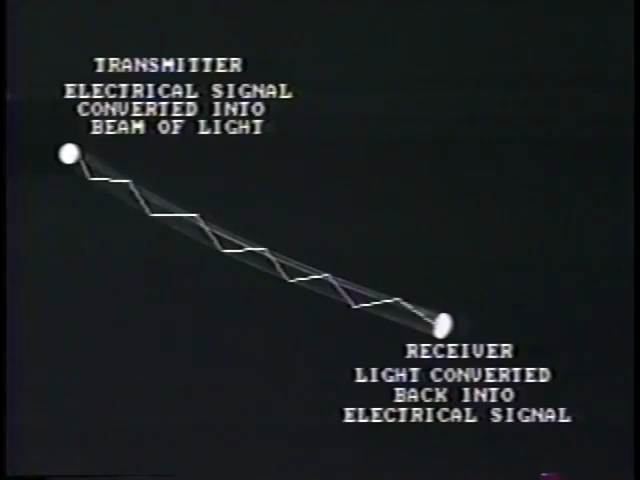 TRANSMITTER
ELECTRICAL SIGNAL
CONVERTED INTO
BEAM OF LIGHT
RECEIVER
LIGHT CONVERTED
BACK INTO
ELECTRICAL SIGNAL